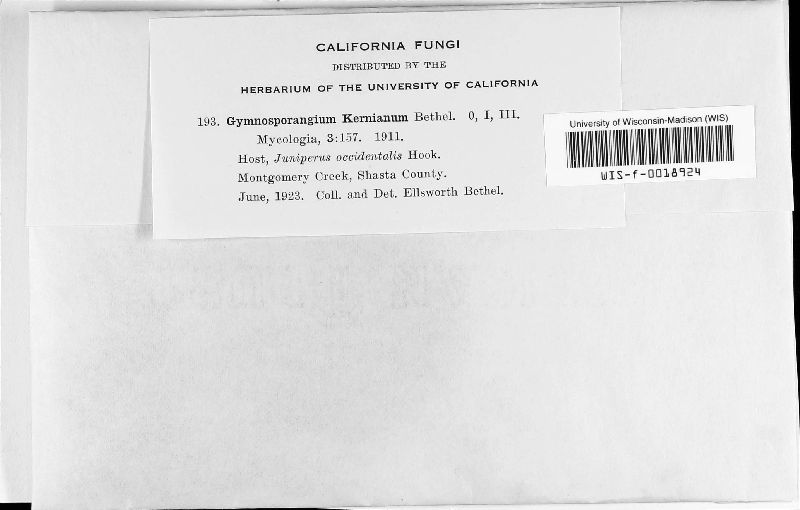 CALIFORNIA FUNGI
DISTRIBUTED BY THE
HERBARIUM OF THE UNIVERSITY OF CALIFORNIA
193. Gymnosporangium Kernianum Bethel. 0, I, III.
Mycologia, 3:157. 1911.
Host, Juniperus occidentalis Hook.
Montgomery Creek, Shasta County.
June, 1923. Coll. and Det. Ellsworth Bethel.
University of Wisconsin-Madison (WIS)
WIS-f-0018924